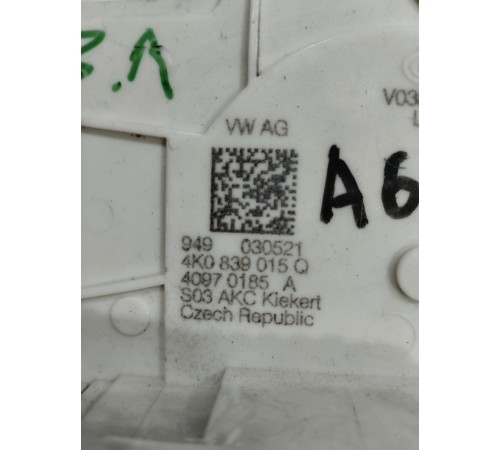 VW AG
949 030521
4K0 839 015 Q
4097 0185 A
S03 AKC Kiekert
Czech Republic
A6